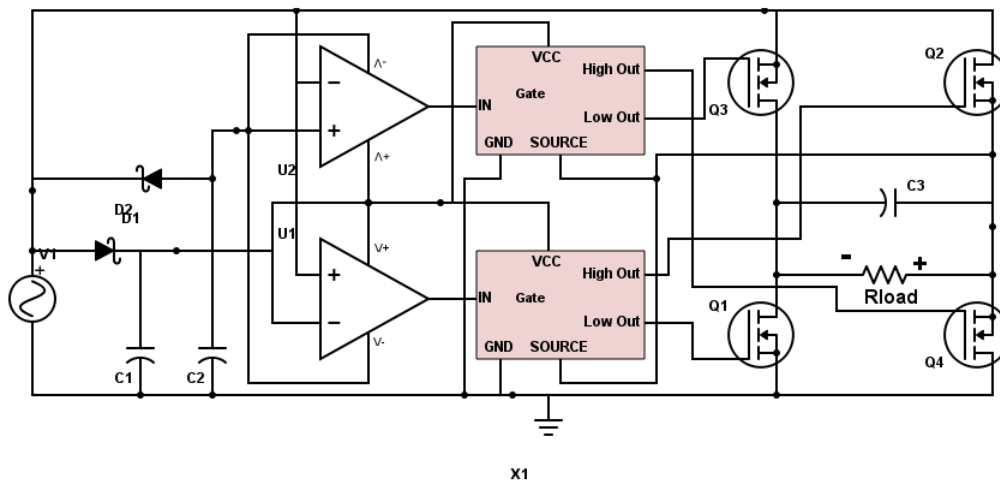 Λ-
VCC
High Out
Q3
Q2
-
IN
Gate
+
Low Out
GND
SOURCE
U2
Λ+
C3
D2
D1
V1
+
U1
V+
VCC
High Out
+
IN
Gate
-
Low Out
V-
GND
SOURCE
- +
Rload
Q1
Q4
C1
C2
X1